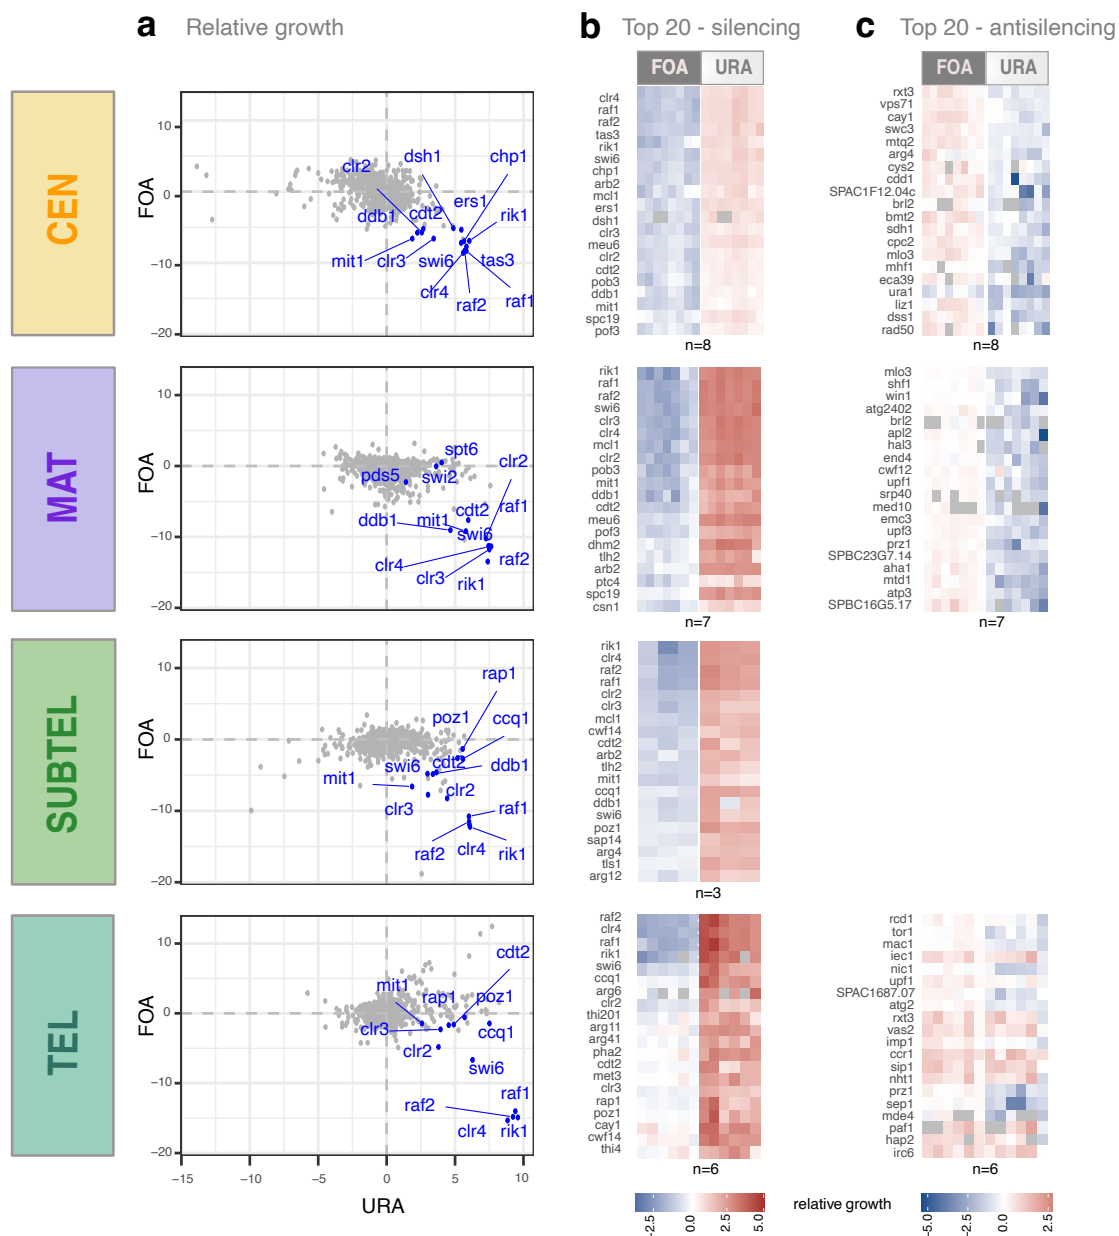 a Relative growth
b Top 20 - silencing
c Top 20 - antisilencing
FOA URA
FOA URA
CEN
FOA
10
0
−10
−20
clr2
dsh1
chp1
ddb1
cdt2
ers1
rik1
mit1
clr3
swi6
tas3
clr4
raf2
raf1
clr4
raf1
raf2
tas3
rik1
swi6
chp1
arb2
mcl1
ers1
dsh1
clr3
meu6
clr2
cdt2
pob3
ddb1
mit1
spc19
pof3
n=8
rxt3
vps71
cay1
swc3
mtq2
arg4
cys2
cdd1
SPAC1F12.04c
brl2
bmt2
sdh1
cpc2
mlo3
mhf1
eca39
ura1
liz1
dss1
rad50
n=8
MAT
FOA
10
0
−10
−20
spt6
clr2
pds5
swi2
cdt2
raf1
ddb1
mit1
swi6
clr4
raf2
clr3
rik1
rik1
raf1
raf2
swi6
clr3
clr4
mcl1
clr2
pob3
mit1
ddb1
cdt2
meu6
pof3
dhm2
tlh2
arb2
ptc4
spc19
csn1
n=7
mlo3
shf1
win1
atg2402
brl2
apl2
hal3
end4
cwf12
upf1
srp40
med10
emc3
upf3
prz1
SPBC23G7.14
aha1
mtd1
atp3
SPBC16G5.17
n=7
SUBTEL
FOA
10
0
−10
−20
rap1
poz1
ccq1
swi6
cdt2
ddb1
mit1
clr2
clr3
raf1
raf2
clr4
rik1
rik1
clr4
raf2
raf1
clr2
clr3
mcl1
cwf14
cdt2
arb2
tlh2
mit1
ccq1
ddb1
swi6
poz1
sap14
arg4
tls1
arg12
n=3
TEL
FOA
10
0
−10
−20
cdt2
mit1
rap1
poz1
clr3
ccq1
clr2
swi6
raf1
raf2
clr4
rik1
−15 −10 −5 0 5 10
URA
raf2
clr4
raf1
rik1
swi6
ccq1
arg6
clr2
thi201
arg11
arg41
pha2
cdt2
met3
clr3
rap1
poz1
cay1
cwf14
thi4
n=6
rcd1
tor1
mac1
iec1
nic1
upf1
SPAC1687.07
atg2
rxt3
vas2
imp1
ccr1
sip1
nht1
prz1
sep1
mde4
paf1
hap2
irc6
n=6
-2.5 0.0 2.5 5.0
relative growth
-5.0 -2.5 0.0 2.5